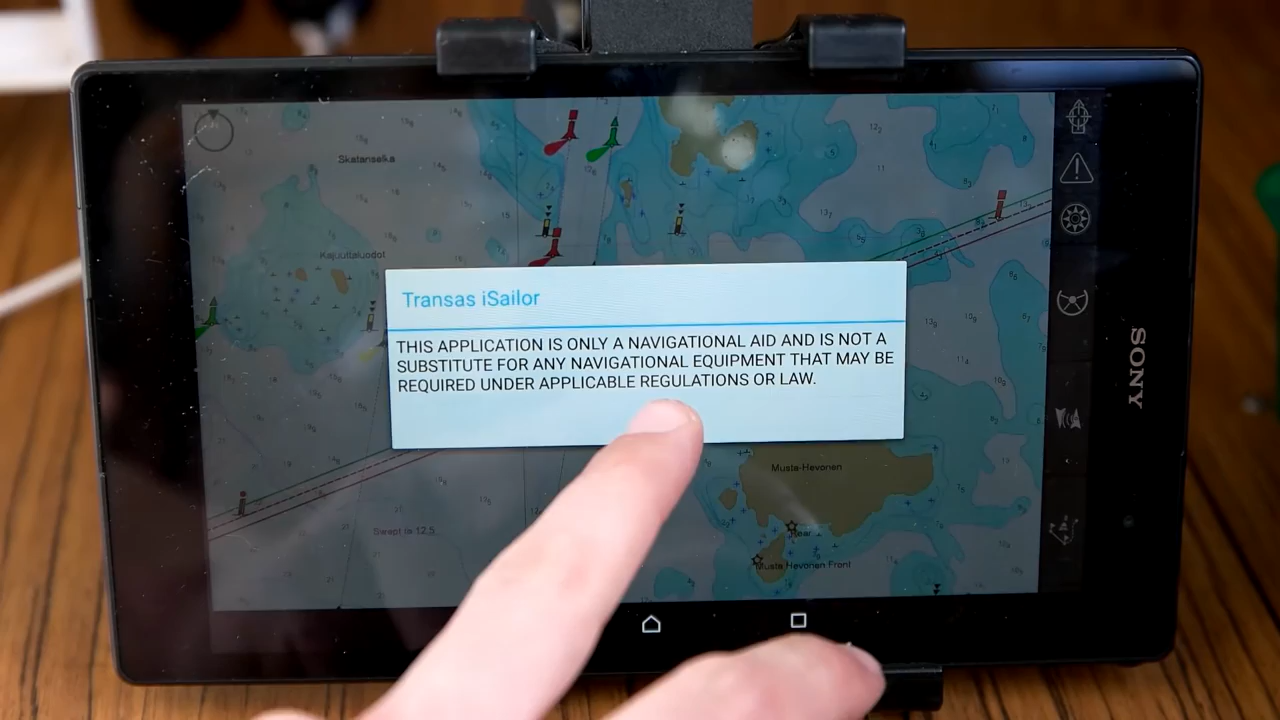 Skatanselka
Kajuuttaluodot
Transas iSailor
THIS APPLICATION IS ONLY A NAVIGATIONAL AID AND IS NOT A
SUBSTITUTE FOR ANY NAVIGATIONAL EQUIPMENT THAT MAY BE
REQUIRED UNDER APPLICABLE REGULATIONS OR LAW.
SONY
Musta-Hevonen
Swept to 12.5
Rear
Musta Hevonen Front